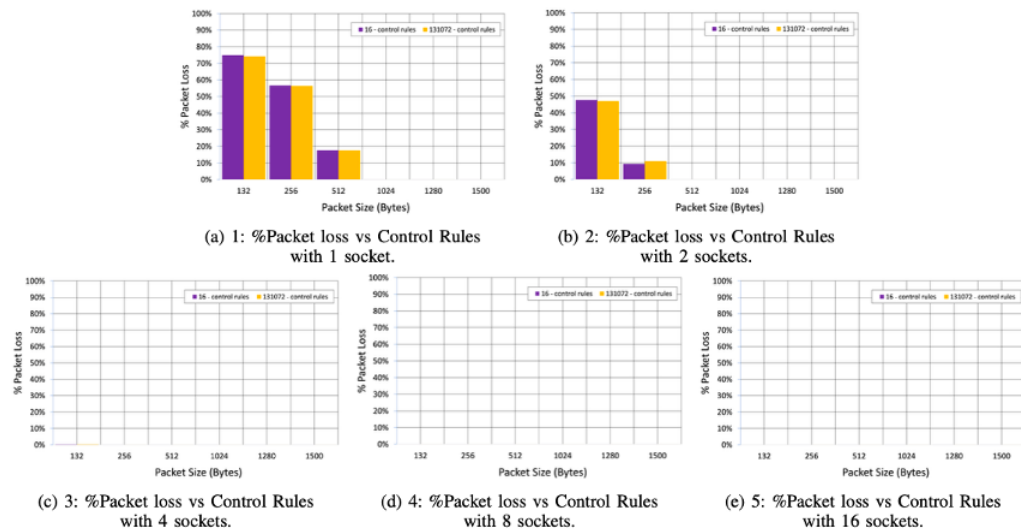 16 - control rules 131072 - control rules
100%
90%
80%
70%
60%
50%
40%
30%
20%
10%
0%
% Packet Loss
132 256 512 1024 1280 1500
Packet Size (Bytes)
(a) 1: %Packet loss vs Control Rules
with 1 socket.
16 - control rules 131072 - control rules
100%
90%
80%
70%
60%
50%
40%
30%
20%
10%
0%
% Packet Loss
132 256 512 1024 1280 1500
Packet Size (Bytes)
(b) 2: %Packet loss vs Control Rules
with 2 sockets.
16 - control rules 131072 - control rules
100%
90%
80%
70%
60%
50%
40%
30%
20%
10%
0%
% Packet Loss
132 256 512 1024 1280 1500
Packet Size (Bytes)
(c) 3: %Packet loss vs Control Rules
with 4 sockets.
16 - control rules 131072 - control rules
100%
90%
80%
70%
60%
50%
40%
30%
20%
10%
0%
% Packet Loss
132 256 512 1024 1280 1500
Packet Size (Bytes)
(d) 4: %Packet loss vs Control Rules
with 8 sockets.
16 - control rules 131072 - control rules
100%
90%
80%
70%
60%
50%
40%
30%
20%
10%
0%
% Packet Loss
132 256 512 1024 1280 1500
Packet Size (Bytes)
(e) 5: %Packet loss vs Control Rules
with 16 sockets.